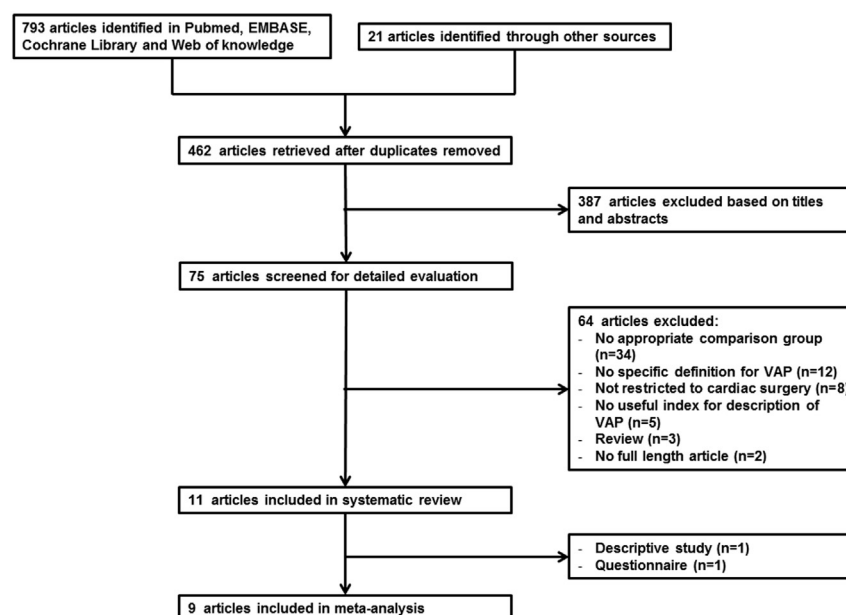 793 articles identified in Pubmed, EMBASE,
Cochrane Library and Web of knowledge
21 articles identified through other sources
462 articles retrieved after duplicates removed
387 articles excluded based on titles
and abstracts
75 articles screened for detailed evaluation
64 articles excluded:
- No appropriate comparison group
(n=34)
- No specific definition for VAP (n=12)
- Not restricted to cardiac surgery (n=8)
- No useful index for description of
VAP (n=5)
- Review (n=3)
- No full length article (n=2)
11 articles included in systematic review
- Descriptive study (n=1)
- Questionnaire (n=1)
9 articles included in meta-analysis